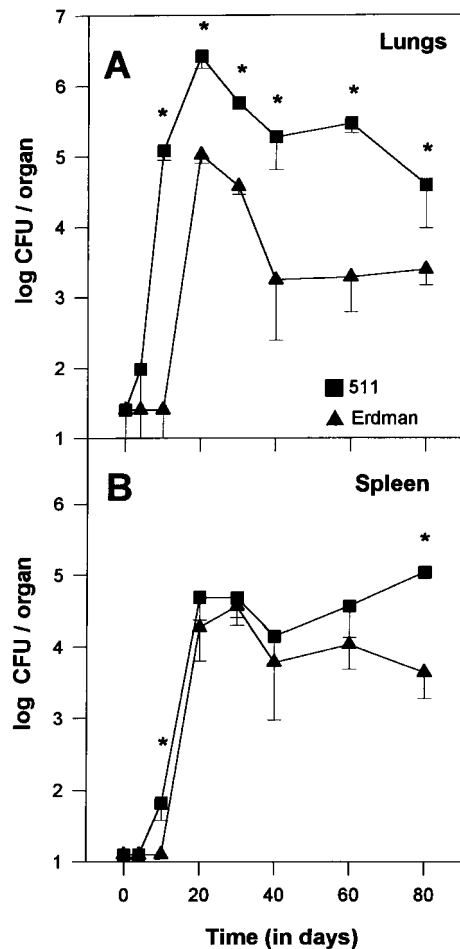 7
A
Lungs
*
*
*
*
*
*
6
5
4
3
2
1
log CFU / organ
■ 511
▲ Erdman
B
Spleen
*
*
6
5
4
3
2
1
log CFU / organ
0 20 40 60 80
Time (in days)